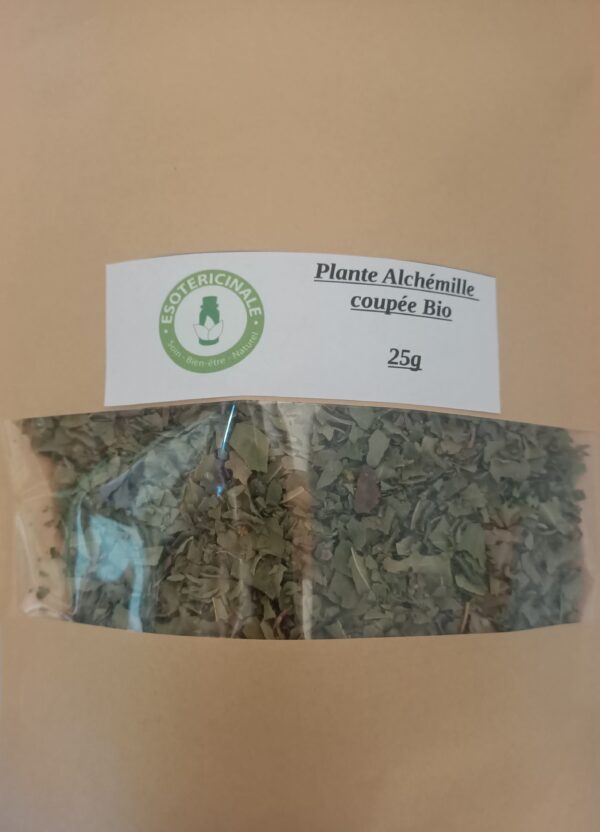 ESOTERICINALE
Soin - Bien-être - Naturel
Plante Alchémille
coupée Bio
25g